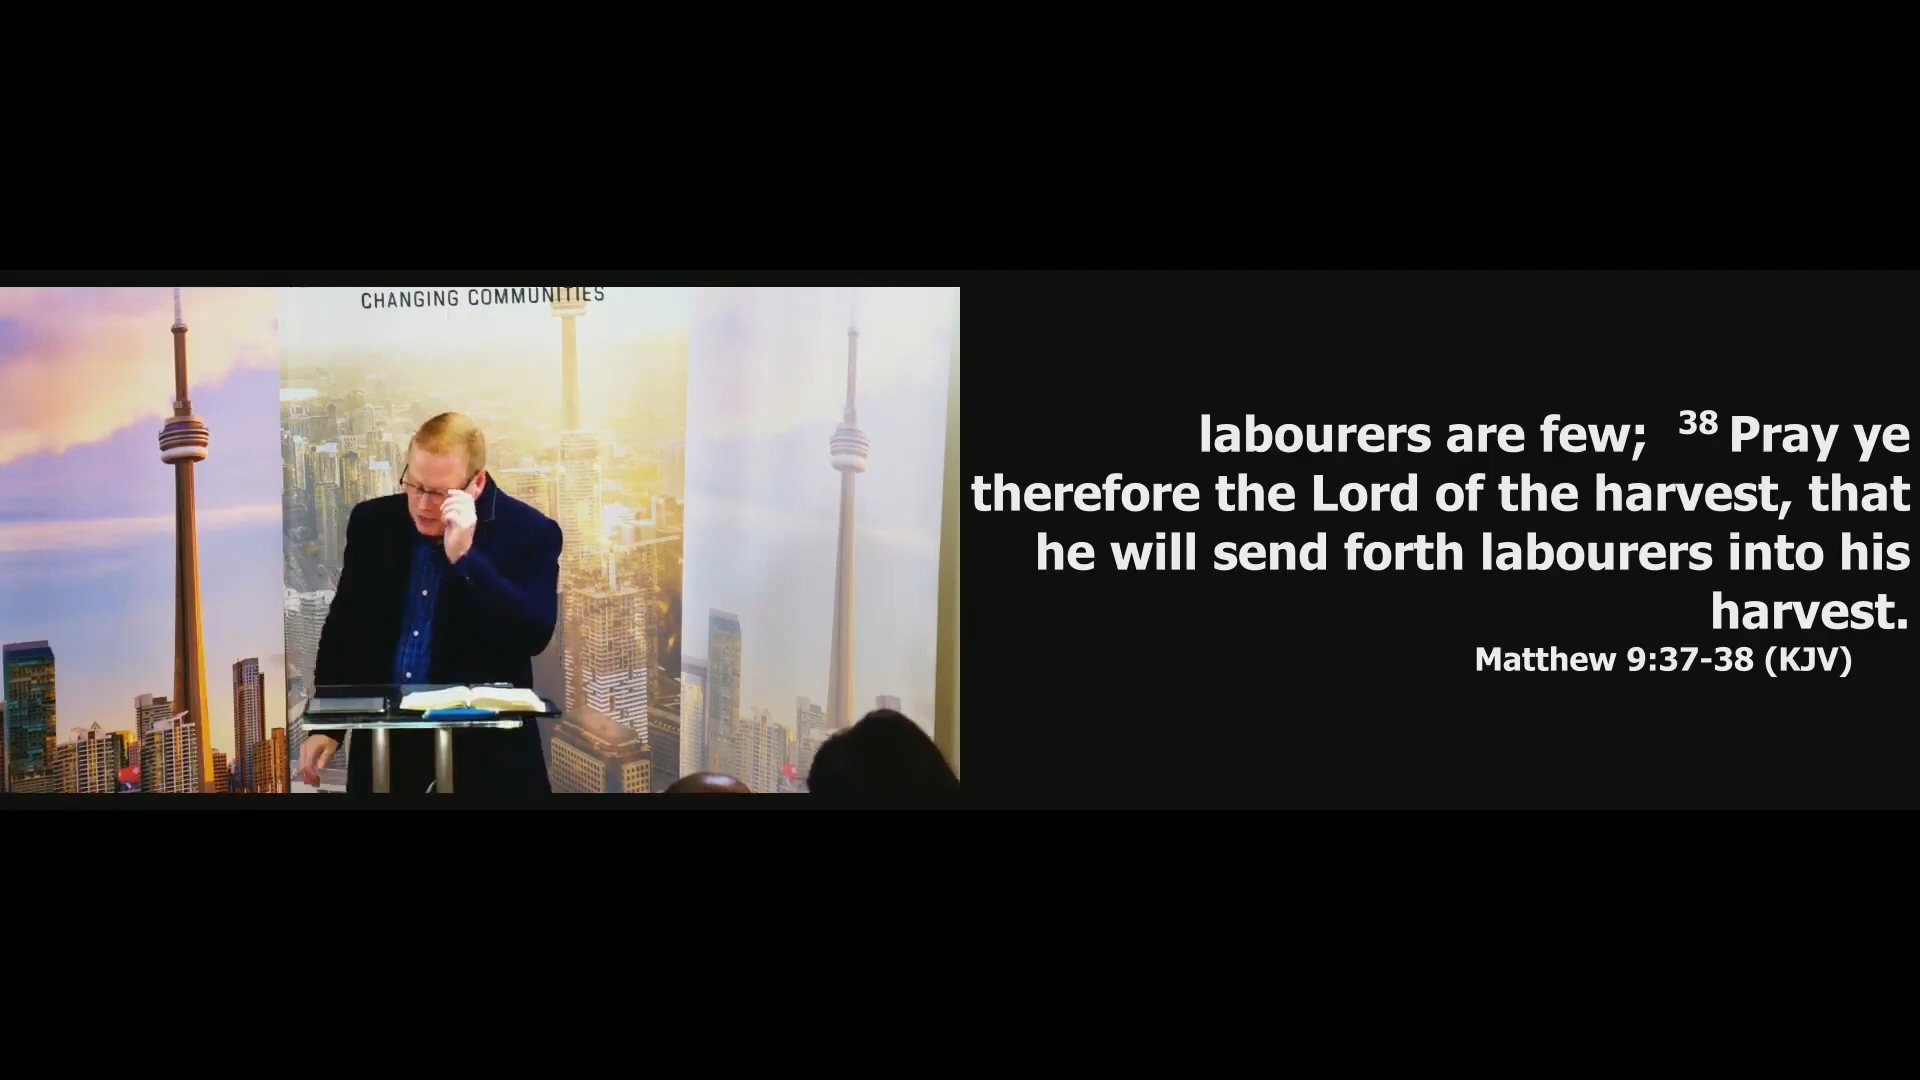 CHANGING COMMUNITIES
labourers are few; 38 Pray ye
therefore the Lord of the harvest, that
he will send forth labourers into his
harvest.
Matthew 9:37-38 (KJV)